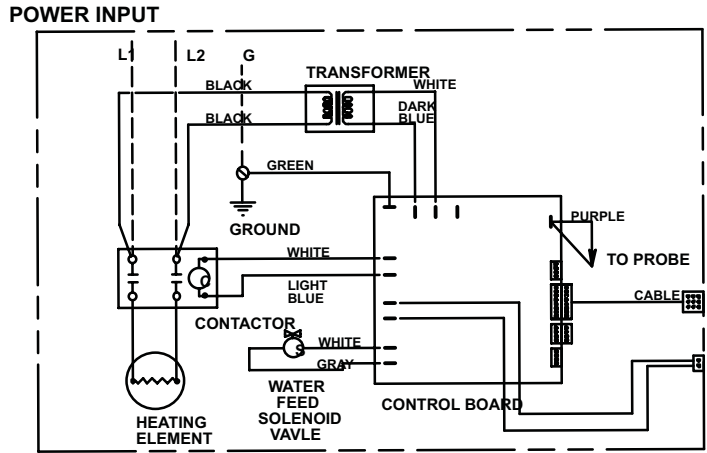 POWER INPUT
L1
L2
G
TRANSFORMER
BLACK
WHITE
DARK
BLUE
BLACK
GREEN
GROUND
PURPLE
WHITE
TO PROBE
LIGHT
BLUE
CABLE
CONTACTOR
WHITE
GRAY
WATER
FEED
SOLENOID
VAVLE
CONTROL BOARD
HEATING
ELEMENT